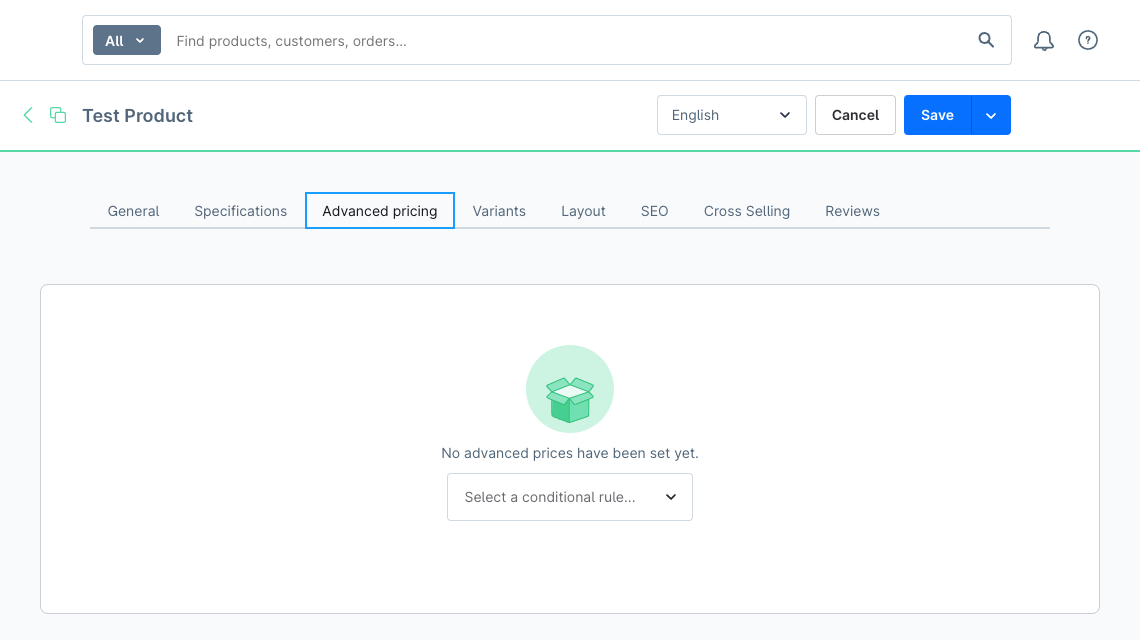 All
Find products, customers, orders...
Test Product
English
Cancel
Save
General
Specifications
Advanced pricing
Variants
Layout
SEO
Cross Selling
Reviews
No advanced prices have been set yet.
Select a conditional rule...